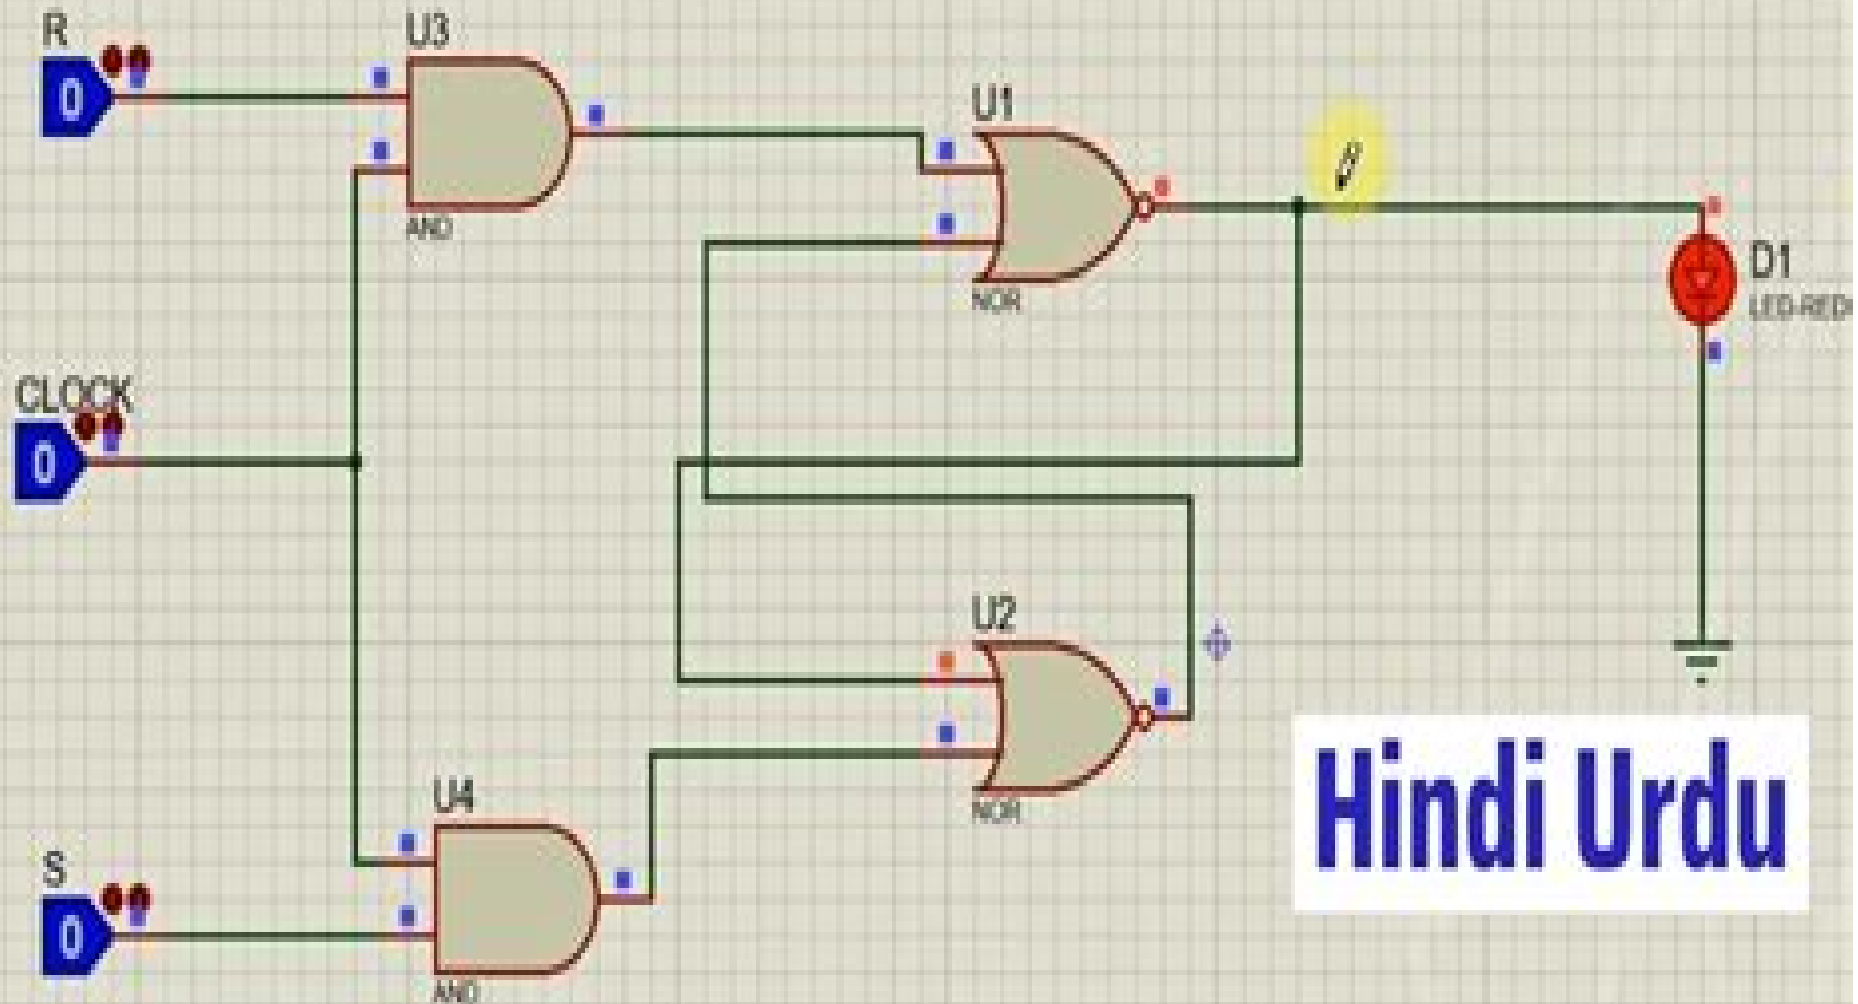 R
0
U3
AND
U1
NOR
D1
LED-RED
CLOCK
0
U2
NOR
U4
AND
S
0
Hindi Urdu